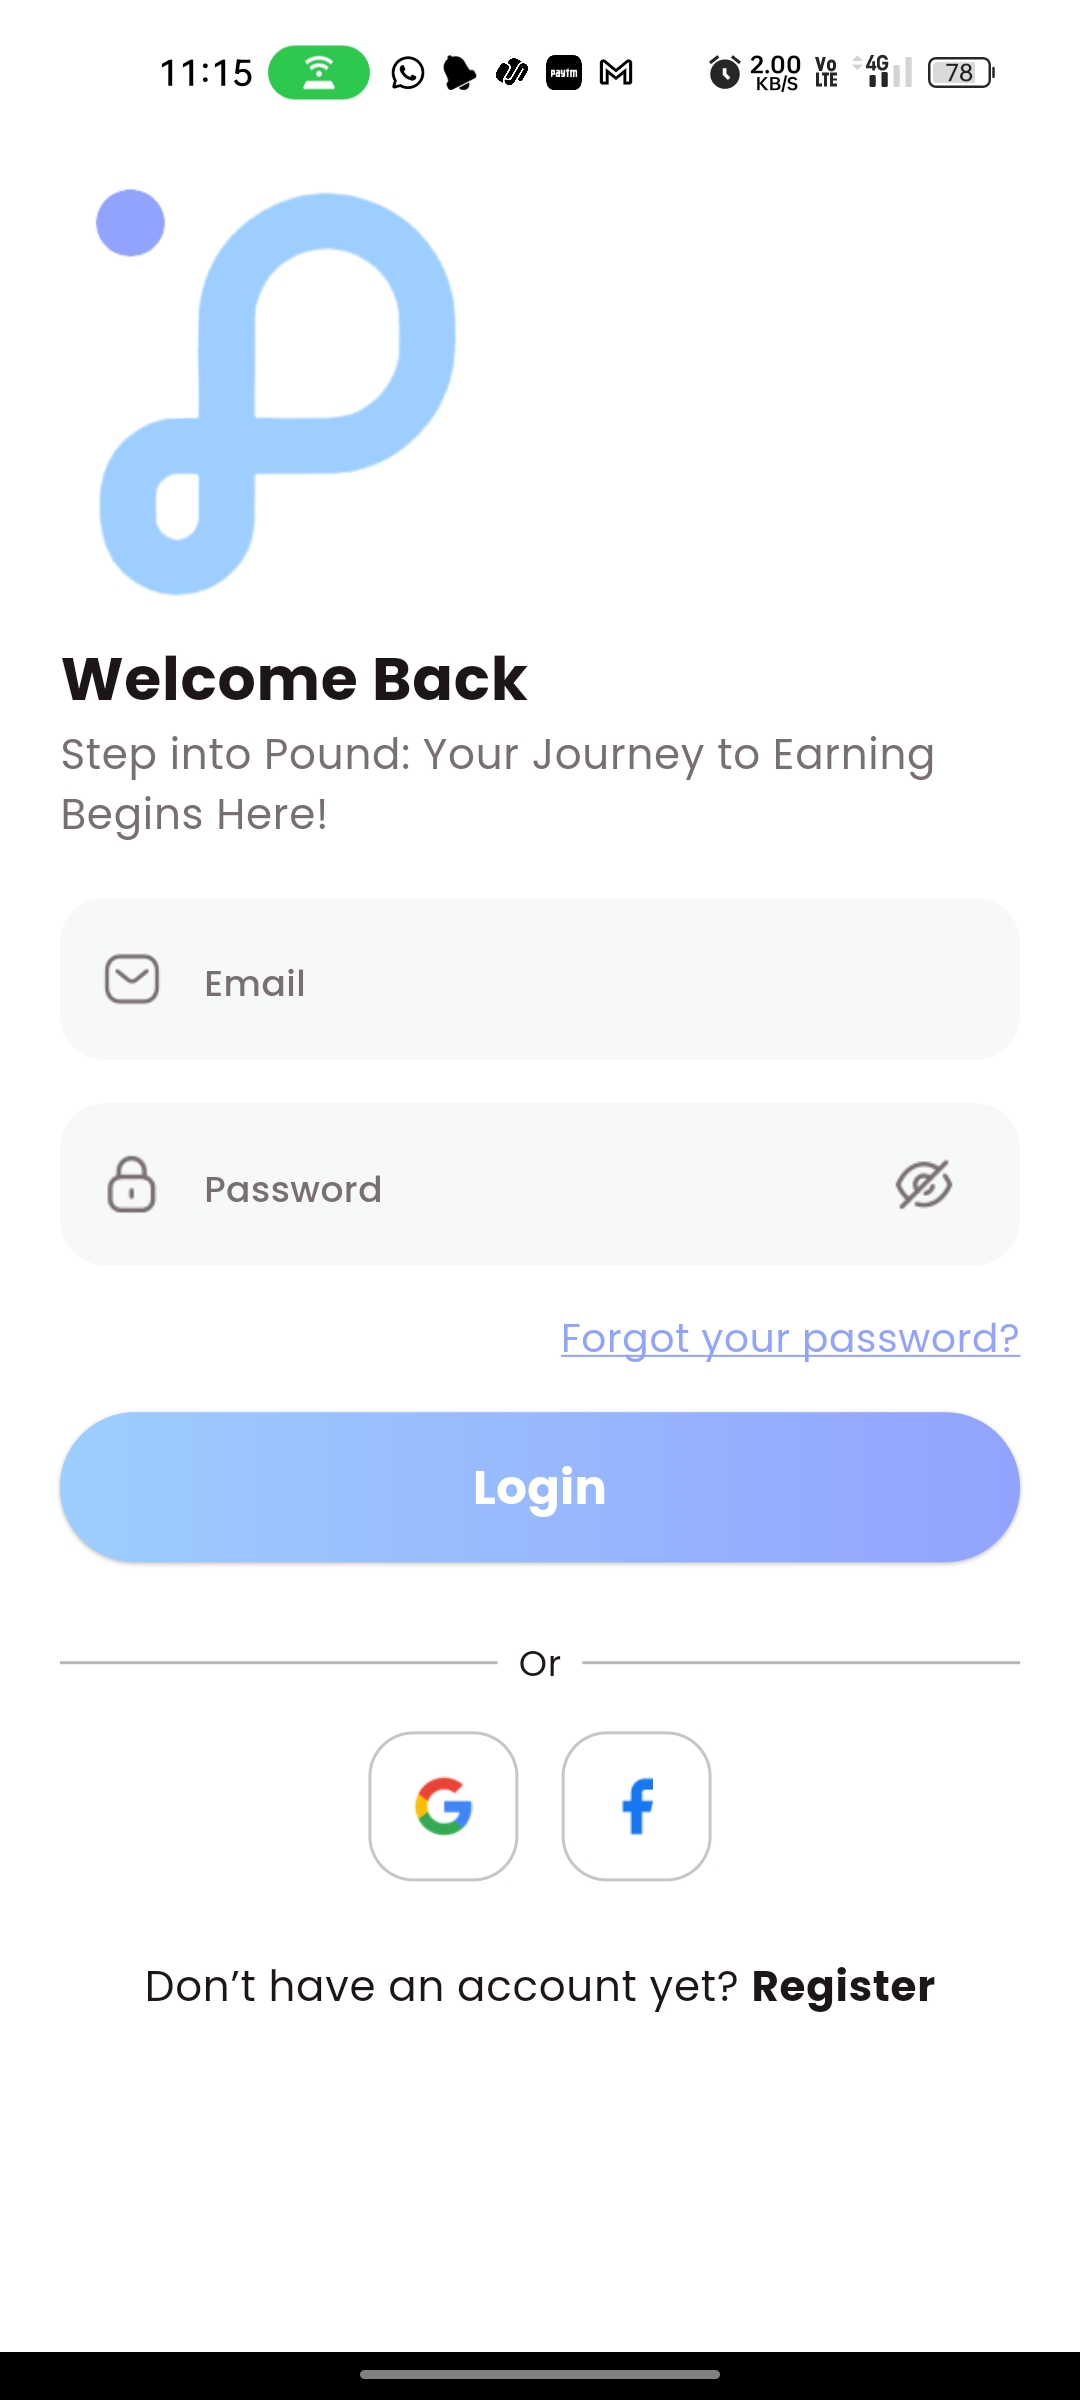 11:15 paytm 2.00 KB/S Vo LTE 4G 78
Welcome Back
Step into Pound: Your Journey to Earning
Begins Here!
Email
Password
Forgot your password?
Login
Or
Don’t have an account yet? Register